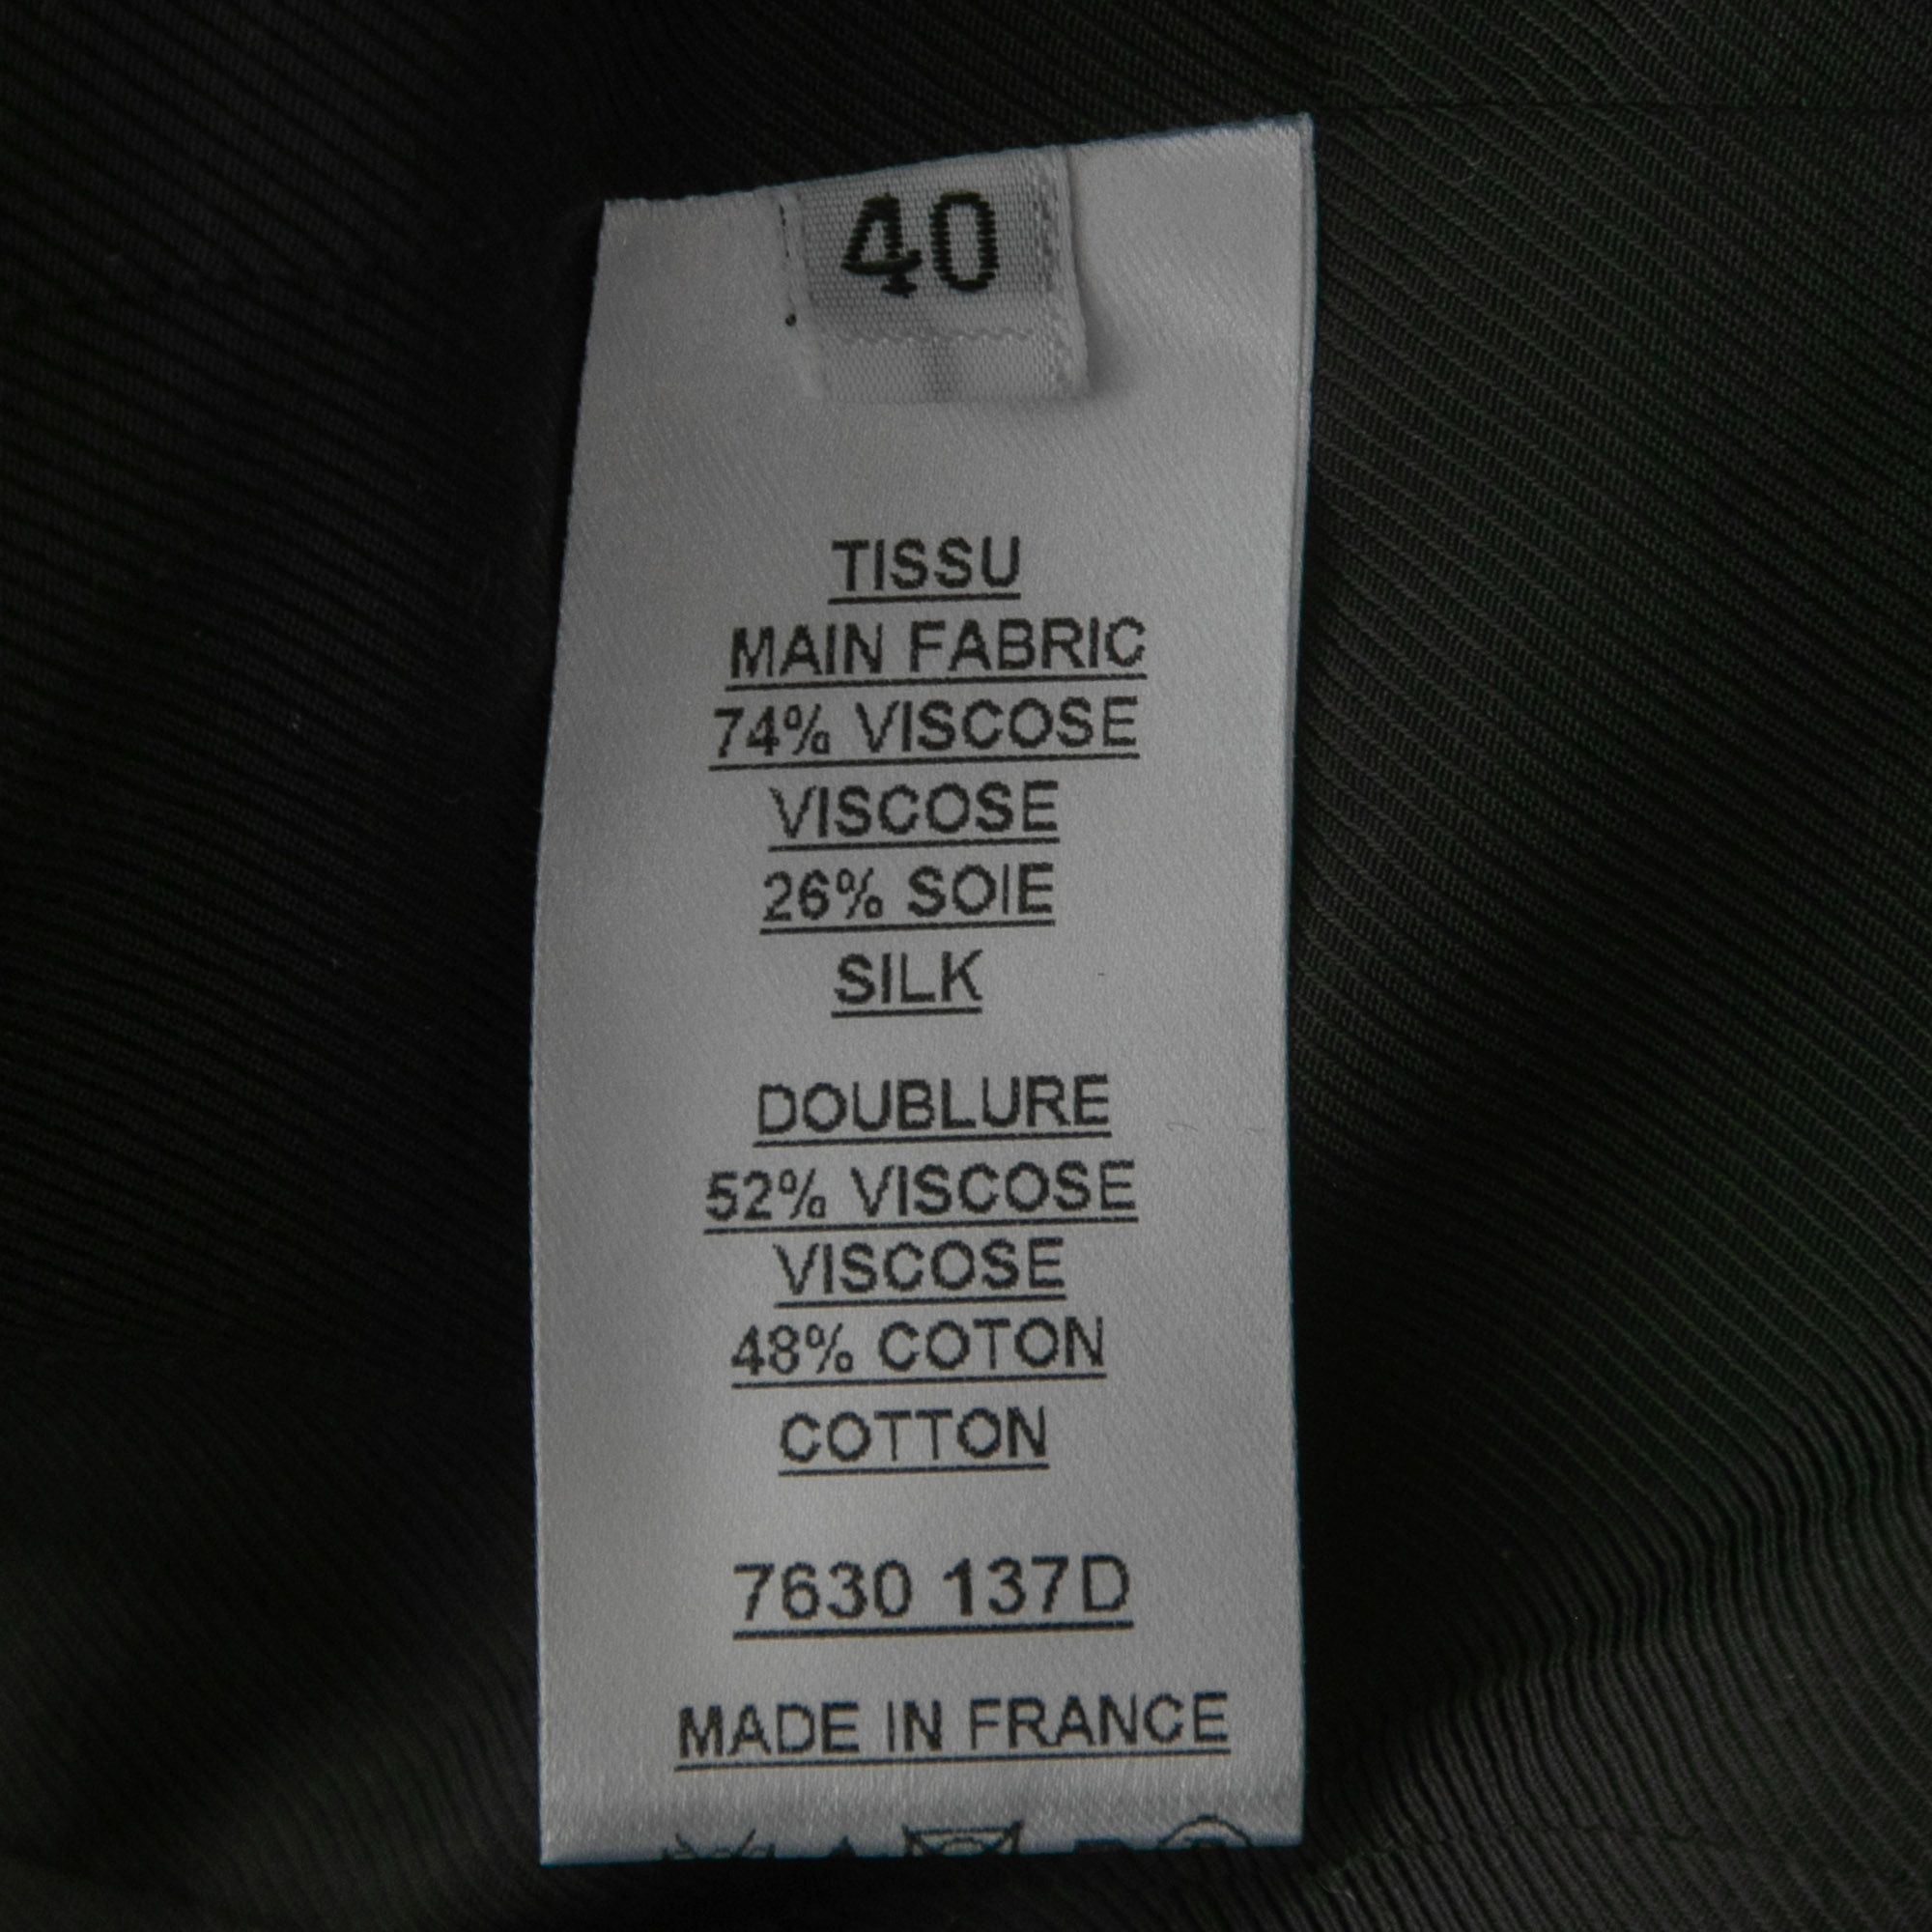 40
TISSU
MAIN FABRIC
74% VISCOSE
VISCOSE
26% SOIE
SILK
DOUBLURE
52% VISCOSE
VISCOSE
48% COTON
COTTON
7630 137D
MADE IN FRANCE